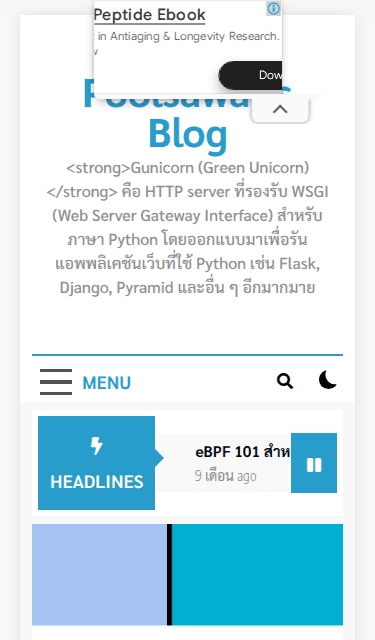 Peptide Ebook
in Antiaging & Longevity Research.
Dow
Blog
<strong>Gunicorn (Green Unicorn)
</strong> คือ HTTP server ที่รองรับ WSGI
(Web Server Gateway Interface) สำหรับ
ภาษา Python โดยออกแบบมาเพื่อรัน
แอพพลิเคชันเว็บที่ใช้ Python เช่น Flask,
Django, Pyramid และอื่น ๆ อีกมากมาย
MENU
HEADLINES
eBPF 101 สำห
9 เดือน ago